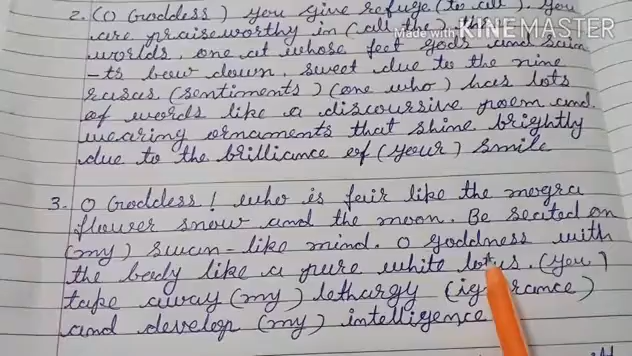 2. (O Goddess) you give refuge (to all). You
are praiseworthy in (all the) three
worlds, one at whose feet gods and sain
-ts bow down, sweet due to the nine
rasas (sentiments) (one who) has lots
of words like a discoursive poem and
wearing ornaments that shine brightly
due to the brilliance of (your) smile
3. O Goddess! who is fair like the mogra
flower snow and the moon. Be seated on
(my) swan-like mind. O goddness with
the body like a pure white lotus. (you)
take away (my) lethargy (ignorance)
and develop (my) intelligence
Made with KINEMASTER